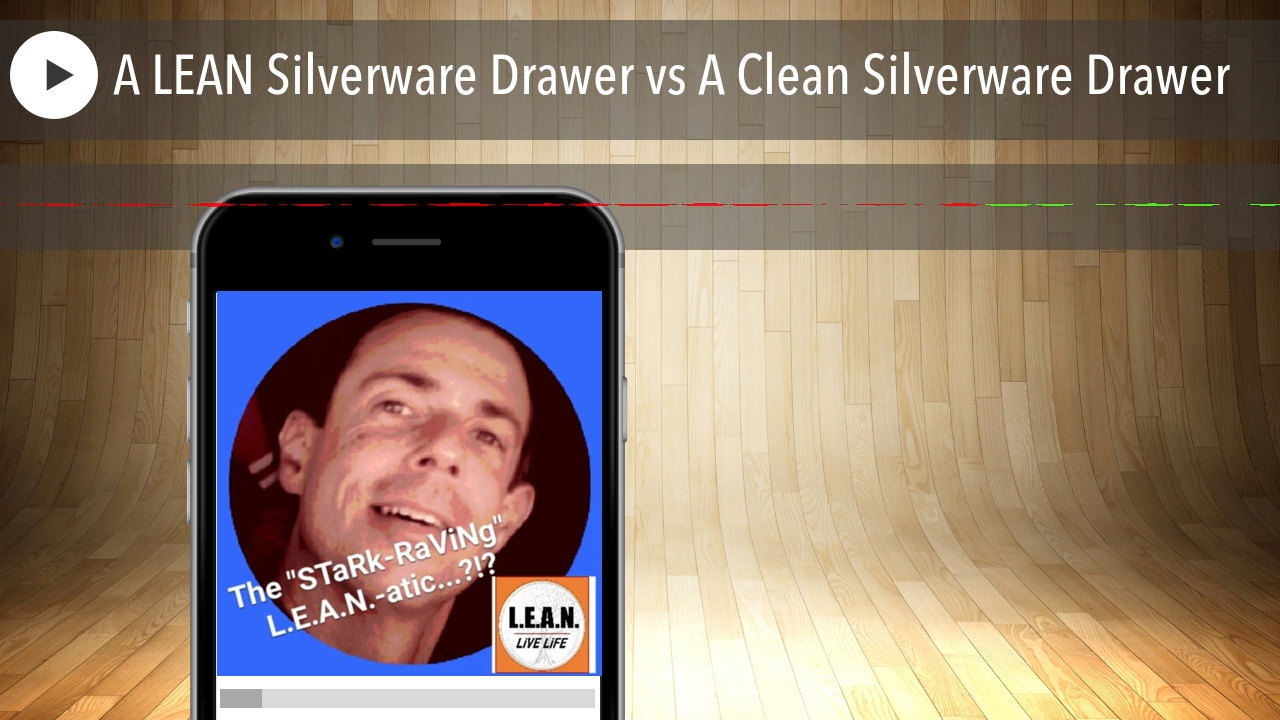 A LEAN Silverware Drawer vs A Clean Silverware Drawer
The "STaRk-RaViNg"
L.E.A.N.-atic...?!?
L.E.A.N.
LiVE LiFE